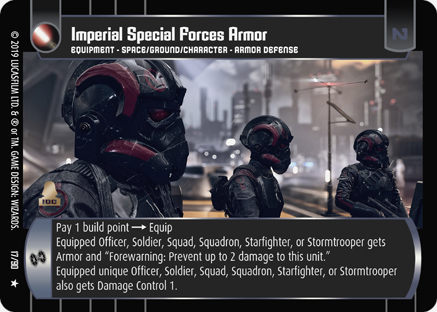 Imperial Special Forces Armor
EQUIPMENT - SPACE/GROUND/CHARACTER - ARMOR DEFENSE
© 2019 LUCASFILM LTD. & ® or TM. GAME DESIGN: WIZARDS.
17/90
IDC
Pay 1 build point → Equip
Equipped Officer, Soldier, Squad, Squadron, Starfighter, or Stormtrooper gets
Armor and "Forewarning: Prevent up to 2 damage to this unit."
Equipped unique Officer, Soldier, Squad, Squadron, Starfighter, or Stormtrooper
also gets Damage Control 1.